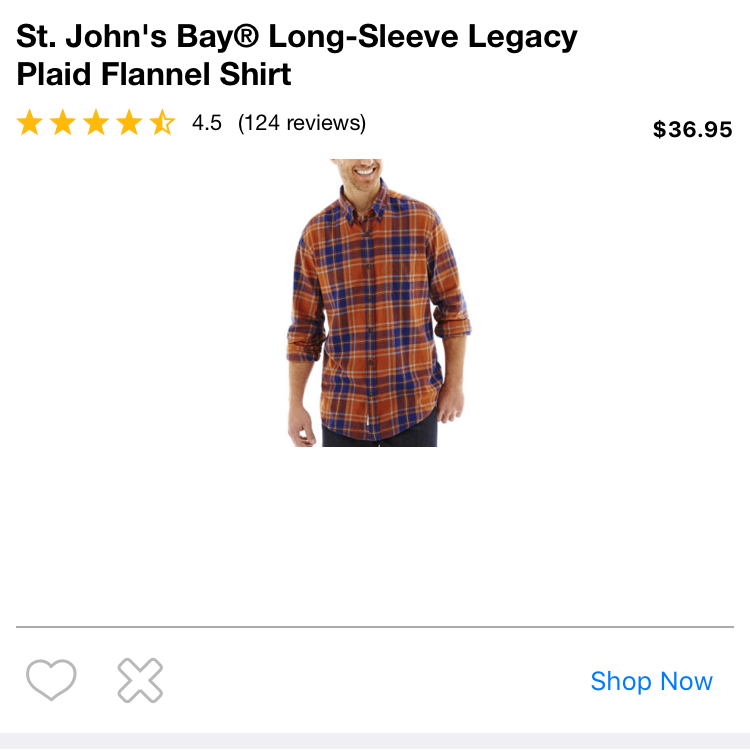 St. John's Bay® Long-Sleeve Legacy
Plaid Flannel Shirt
4.5 (124 reviews)
$36.95
Shop Now